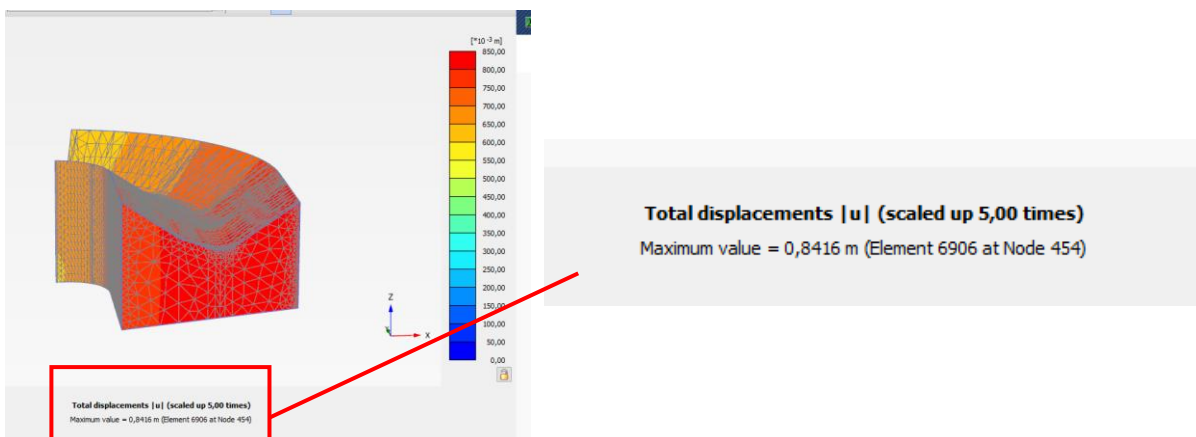 [*10⁻³ m]
850,00
800,00
750,00
700,00
650,00
600,00
550,00
500,00
450,00
400,00
350,00
300,00
250,00
200,00
150,00
100,00
50,00
0,00
Z
X
Total displacements |u| (scaled up 5,00 times)
Maximum value = 0,8416 m (Element 6906 at Node 454)
Total displacements |u| (scaled up 5,00 times)
Maximum value = 0,8416 m (Element 6906 at Node 454)